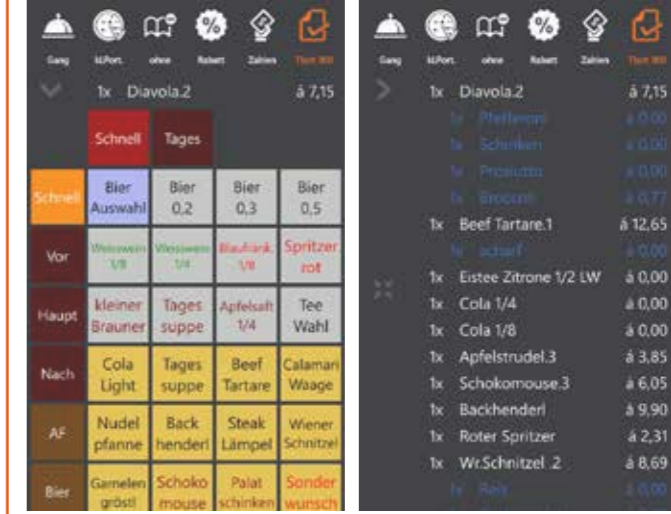 Gang kl.Port. ohne Rabatt Zahlen
1x Diavola.2 á 7,15
Schnell Tages
Schnell
Bier Auswahl
Bier 0,2
Bier 0,3
Bier 0,5
Vor
Weisswein 1/8
Weisswein 1/4
Blaufränk. 1/8
Spritzer rot
Haupt
kleiner Brauner
Tages suppe
Apfelsaft 1/4
Tee Wahl
Nach
Cola Light
Tages suppe
Beef Tartare
Calamari Waage
AF
Nudel pfanne
Back henderl
Steak Lämpel
Wiener Schnitzel
Bier
Garnelen gröstl
Schoko mouse
Palat schinken
Sonder wunsch
Gang kl.Port. ohne Rabatt Zahlen
1x Diavola.2 á 7,15
1x Pfefferoni á 0,00
1x Schinken á 0,00
1x Prosciutto á 0,00
1x Broccoli á 0,77
1x Beef Tartare.1 á 12,65
1x scharf á 0,00
1x Eistee Zitrone 1/2 LW á 0,00
1x Cola 1/4 á 0,00
1x Cola 1/8 á 0,00
1x Apfelstrudel.3 á 3,85
1x Schokomouse.3 á 6,05
1x Backhenderl á 9,90
1x Roter Spritzer á 2,31
1x Wr.Schnitzel .2 á 8,69
1x Reis á 0,00